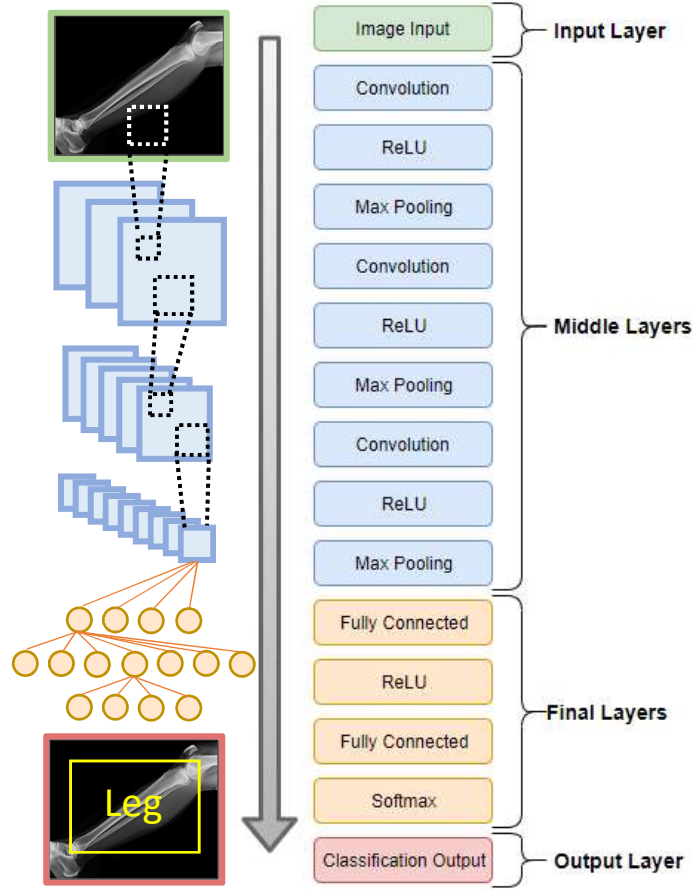 Image Input
Input Layer
Convolution
ReLU
Max Pooling
Convolution
ReLU
Middle Layers
Max Pooling
Convolution
ReLU
Max Pooling
Fully Connected
ReLU
Final Layers
Fully Connected
Softmax
Leg
Classification Output
Output Layer